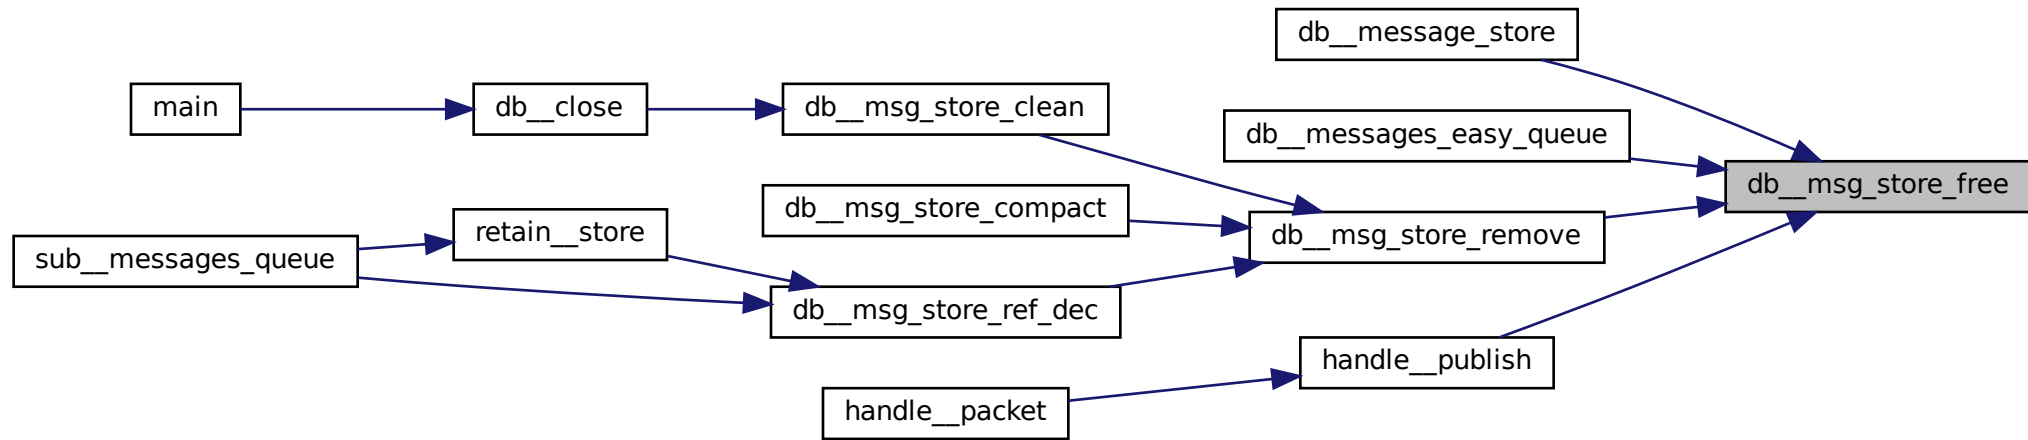 db__message_store
main
db__close
db__msg_store_clean
db__messages_easy_queue
db__msg_store_free
db__msg_store_compact
retain__store
db__msg_store_remove
sub__messages_queue
db__msg_store_ref_dec
handle__publish
handle__packet